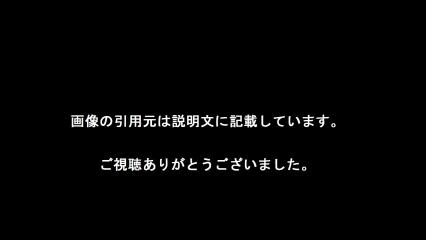 画像の引用元は説明文に記載しています。
ご視聴ありがとうございました。